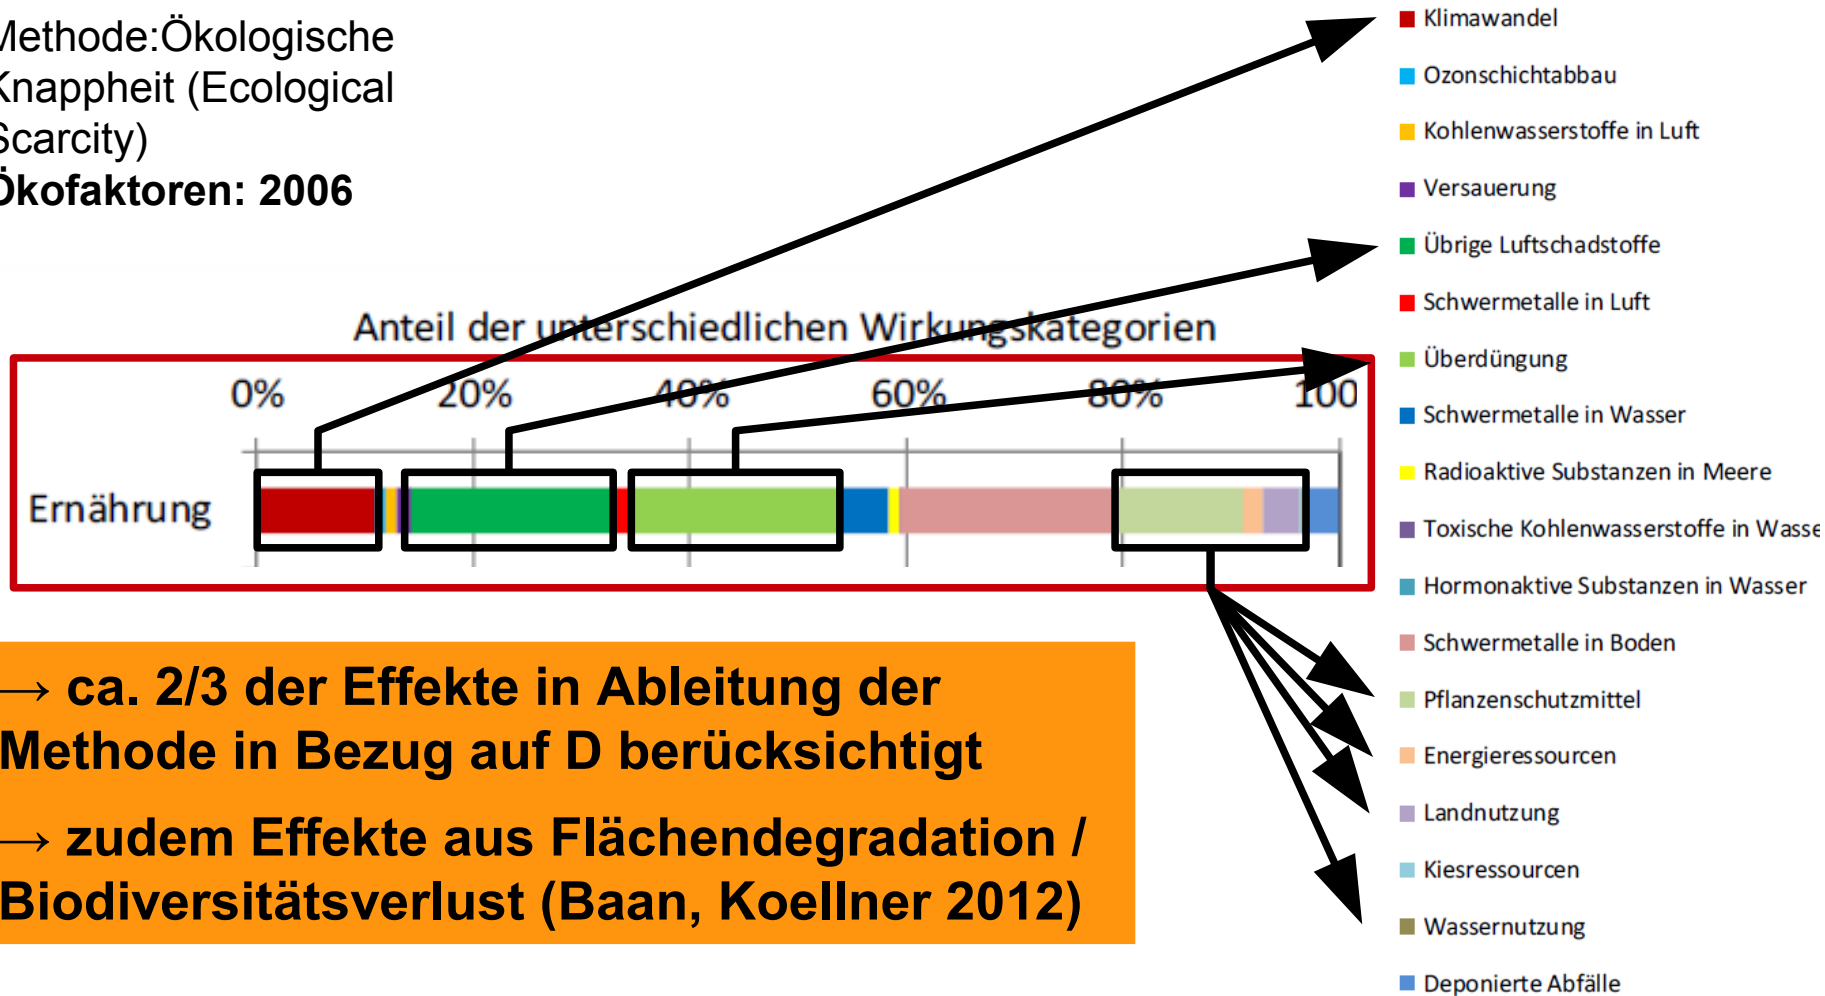 Methode:Ökologische
Knappheit (Ecological
Scarcity)
Ökofaktoren: 2006
Anteil der unterschiedlichen Wirkungskategorien
0% 20% 40% 60% 80% 100
Ernährung
→ ca. 2/3 der Effekte in Ableitung der
Methode in Bezug auf D berücksichtigt
→ zudem Effekte aus Flächendegradation /
Biodiversitätsverlust (Baan, Koellner 2012)
Klimawandel
Ozonschichtabbau
Kohlenwasserstoffe in Luft
Versauerung
Übrige Luftschadstoffe
Schwermetalle in Luft
Überdüngung
Schwermetalle in Wasser
Radioaktive Substanzen in Meere
Toxische Kohlenwasserstoffe in Wasse
Hormonaktive Substanzen in Wasser
Schwermetalle in Boden
Pflanzenschutzmittel
Energieressourcen
Landnutzung
Kiesressourcen
Wassernutzung
Deponierte Abfälle